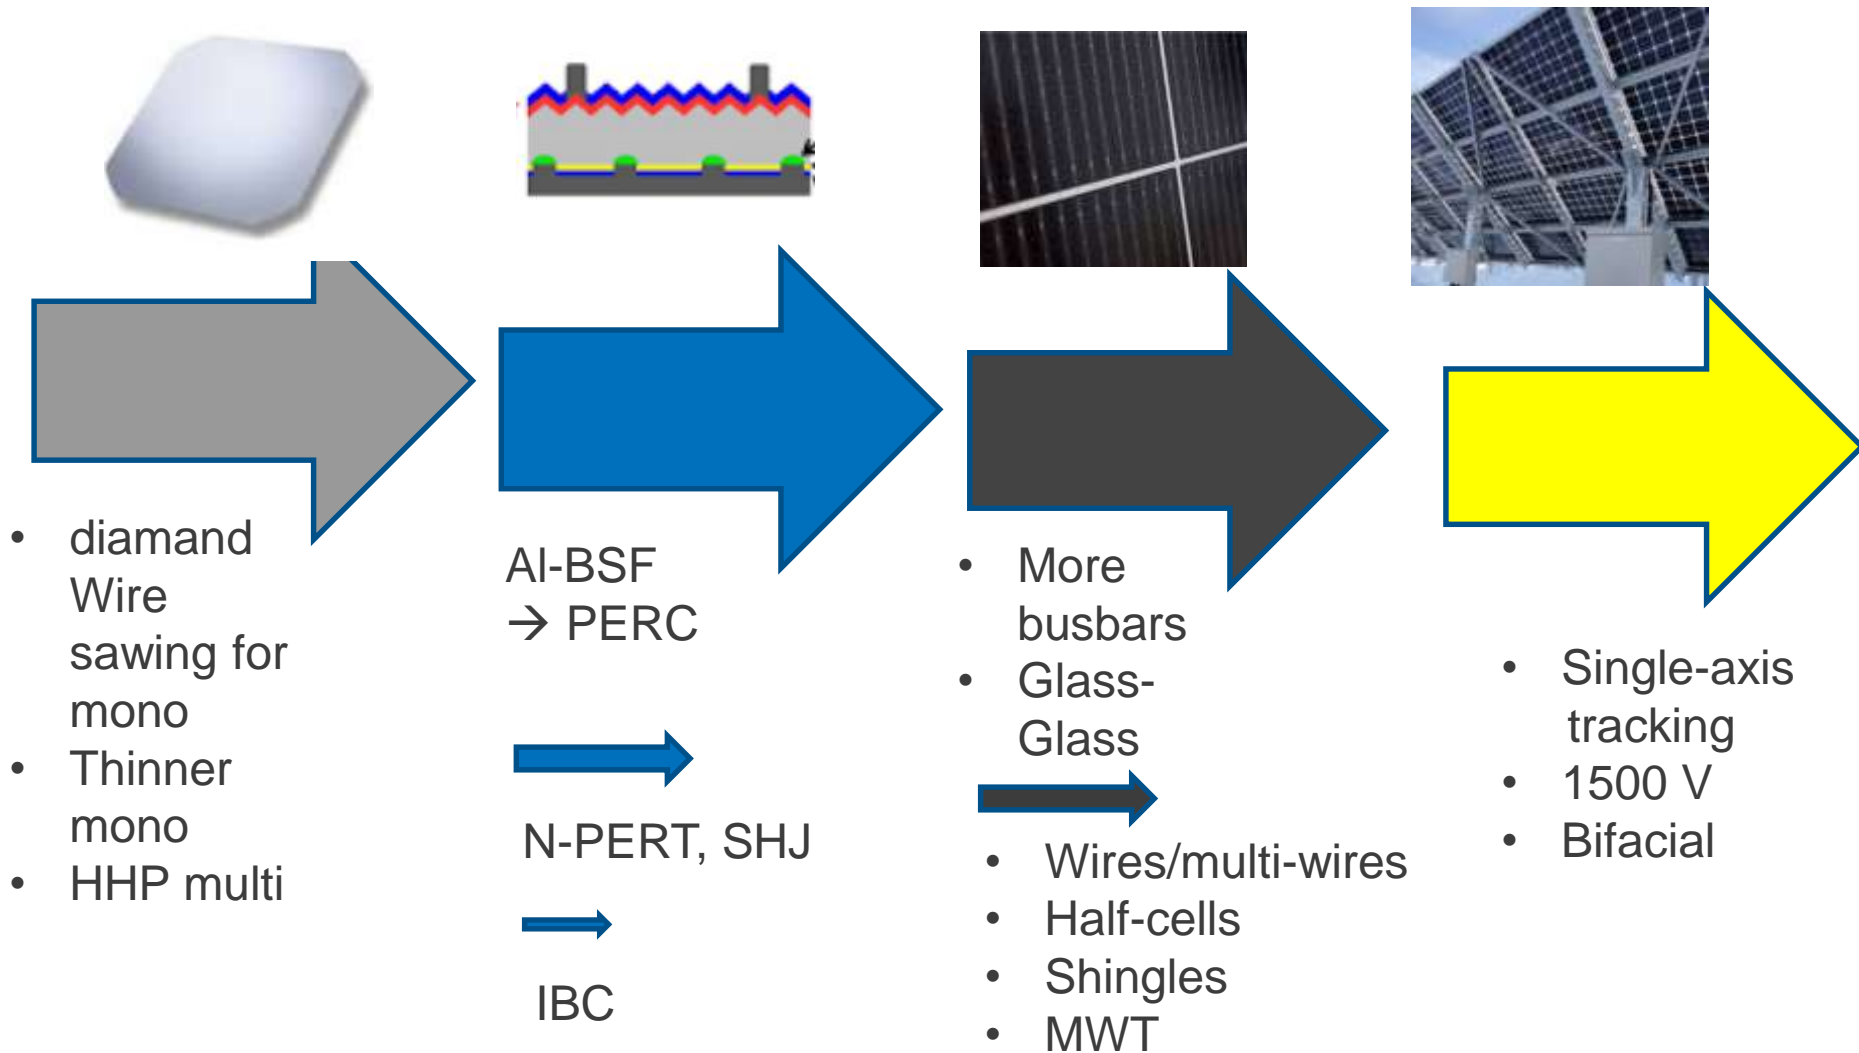 • diamand
Wire
sawing for
mono
• Thinner
mono
• HHP multi
Al-BSF
→ PERC
N-PERT, SHJ
IBC
• More
busbars
• Glass-
Glass
• Wires/multi-wires
• Half-cells
• Shingles
• MWT
• Single-axis
tracking
• 1500 V
• Bifacial